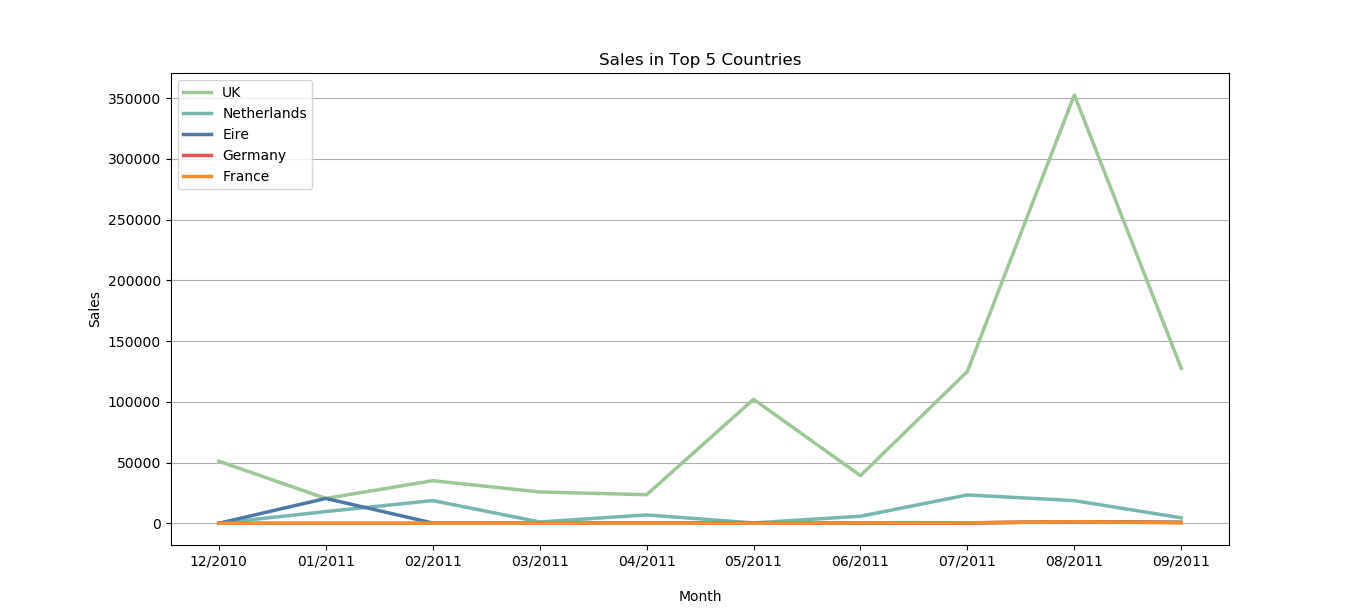 Sales in Top 5 Countries
UK
Netherlands
Eire
Germany
France
350000
300000
250000
200000
150000
100000
50000
0
Sales
12/2010 01/2011 02/2011 03/2011 04/2011 05/2011 06/2011 07/2011 08/2011 09/2011
Month